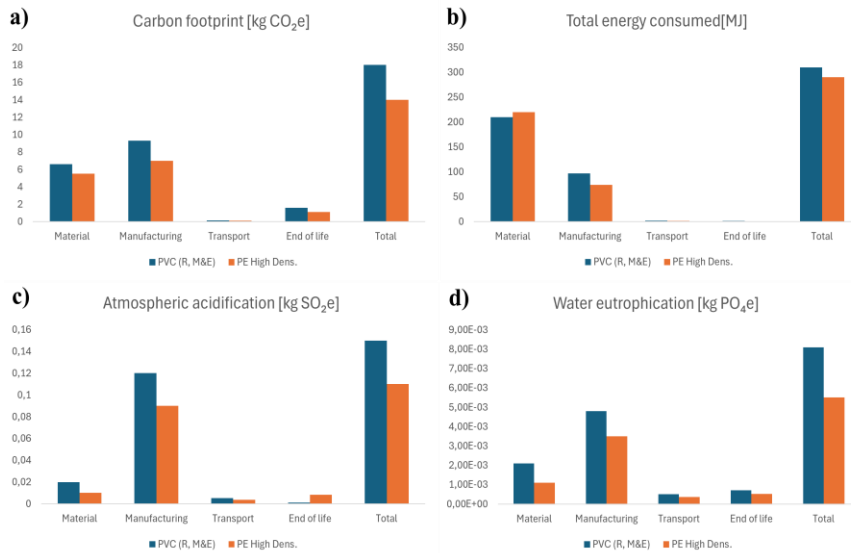 a)
Carbon footprint [kg CO₂e]
20
18
16
14
12
10
8
6
4
2
0
Material Manufacturing Transport End of life Total
PVC (R, M&E) PE High Dens.
b)
Total energy consumed[MJ]
350
300
250
200
150
100
50
0
Material Manufacturing Transport End of life Total
PVC (R, M&E) PE High Dens.
c)
Atmospheric acidification [kg SO₂e]
0,16
0,14
0,12
0,1
0,08
0,06
0,04
0,02
0
Material Manufacturing Transport End of life Total
PVC (R, M&E) PE High Dens.
d)
Water eutrophication [kg PO₄e]
9,00E-03
8,00E-03
7,00E-03
6,00E-03
5,00E-03
4,00E-03
3,00E-03
2,00E-03
1,00E-03
0,00E+00
Material Manufacturing Transport End of life Total
PVC (R, M&E) PE High Dens.